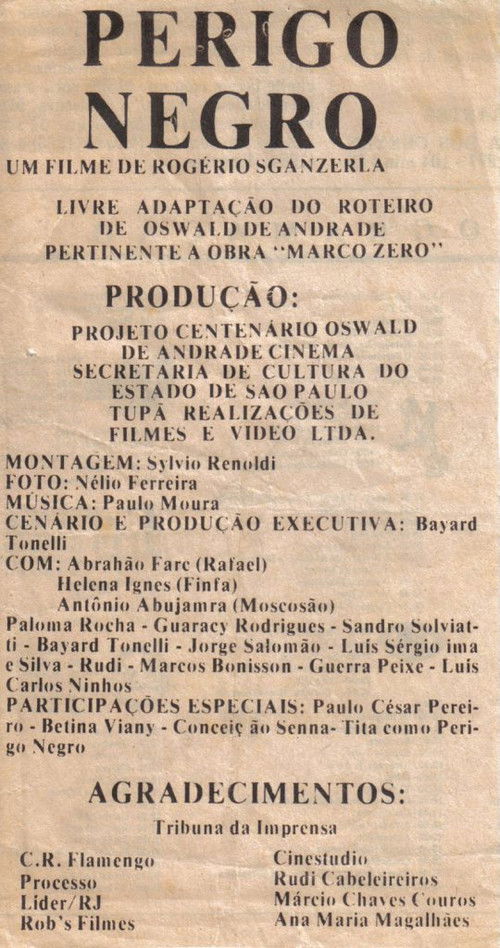 PERIGO
NEGRO
UM FILME DE ROGÉRIO SGANZERLA
LIVRE ADAPTAÇÃO DO ROTEIRO
DE OSWALD DE ANDRADE
PERTINENTE A OBRA "MARCO ZERO"
PRODUÇÃO:
PROJETO CENTENÁRIO OSWALD
DE ANDRADE CINEMA
SECRETARIA DE CULTURA DO
ESTADO DE SAO PAULO
TUPÃ REALIZAÇÕES DE
FILMES E VIDEO LTDA.
MONTAGEM: Sylvio Renoldi
FOTO: Nélio Ferreira
MÚSICA: Paulo Moura
CENÁRIO E PRODUÇÃO EXECUTIVA: Bayard
Tonelli
COM: Abrahão Farc (Rafael)
Helena Ignes (Finfa)
Antônio Abujamra (Moscosão)
Paloma Rocha - Guaracy Rodrigues - Sandro Solviat-
ti - Bayard Tonelli - Jorge Salomão - Luís Sérgio ima
e Silva - Rudi - Marcos Bonisson - Guerra Peixe - Luis
Carlos Ninhos
PARTICIPAÇÕES ESPECIAIS: Paulo César Perei-
ro - Betina Viany - Conceiç ão Senna- Tita como Peri-
go Negro
AGRADECIMENTOS:
Tribuna da Imprensa
C.R. Flamengo
Processo
Líder/RJ
Rob's Filmes
Cinestudio
Rudi Cabeleireiros
Márcio Chaves Couros
Ana Maria Magalhães